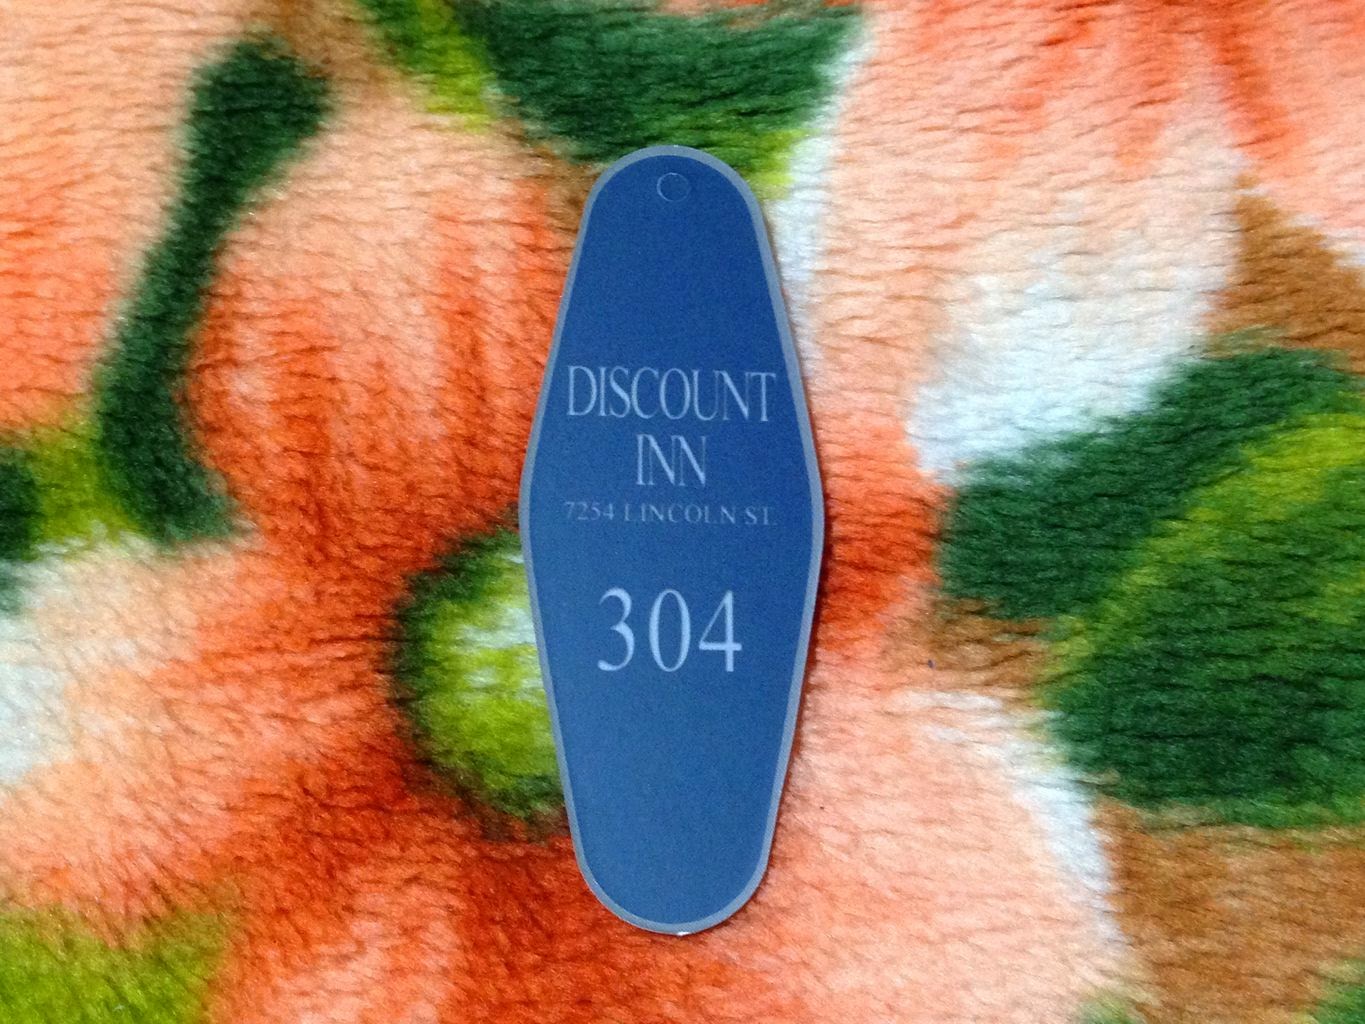 DISCOUNT
INN
7254 LINCOLN ST.
304